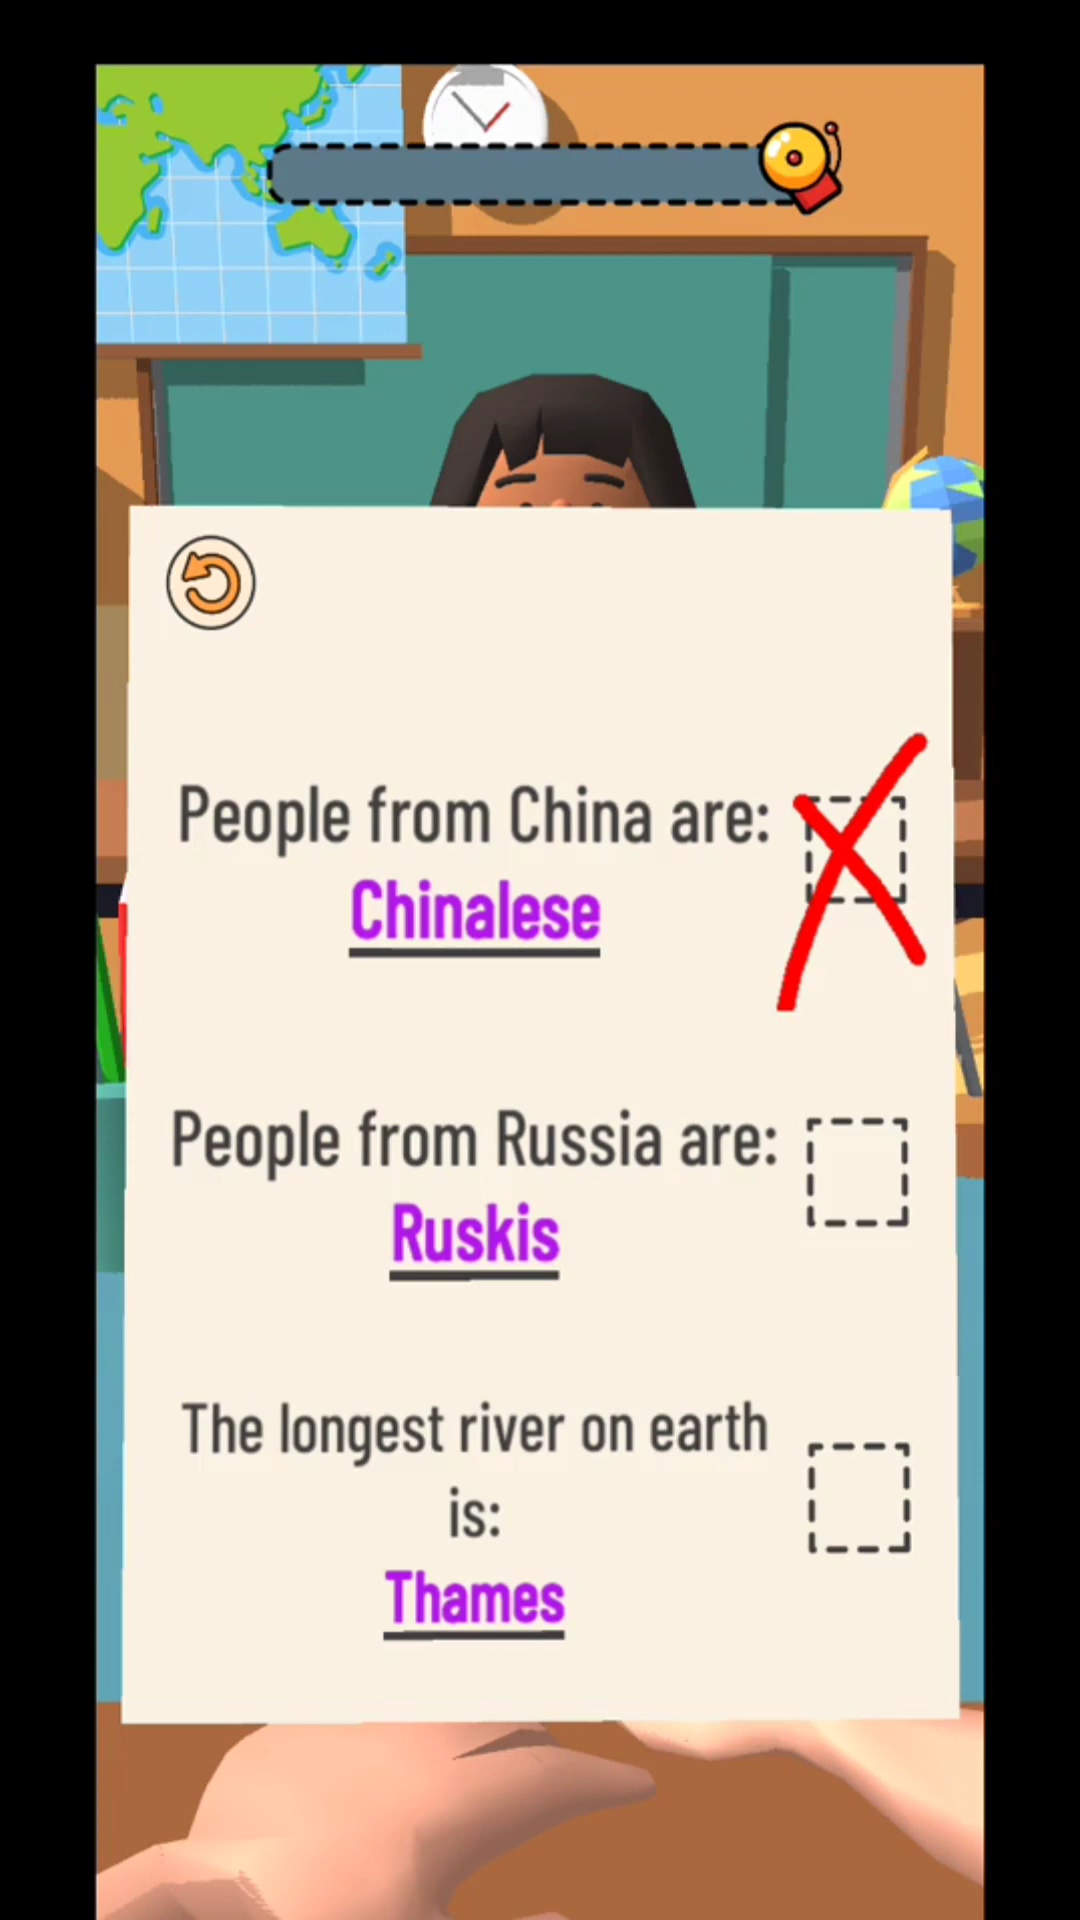 People from China are:
Chinalese
People from Russia are:
Ruskis
The longest river on earth
is:
Thames